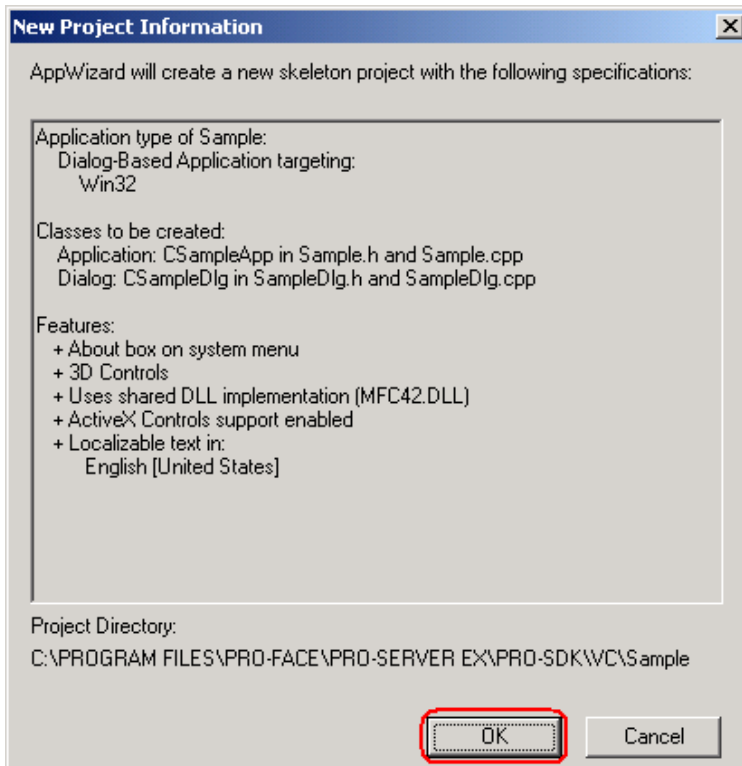 New Project Information
AppWizard will create a new skeleton project with the following specifications:
Application type of Sample:
Dialog-Based Application targeting:
Win32
Classes to be created:
Application: CSampleApp in Sample.h and Sample.cpp
Dialog: CSampleDlg in SampleDlg.h and SampleDlg.cpp
Features:
+ About box on system menu
+ 3D Controls
+ Uses shared DLL implementation (MFC42.DLL)
+ ActiveX Controls support enabled
+ Localizable text in:
English [United States]
Project Directory:
C:\PROGRAM FILES\PRO-FACE\PRO-SERVER EX\PRO-SDK\VC\Sample
OK Cancel